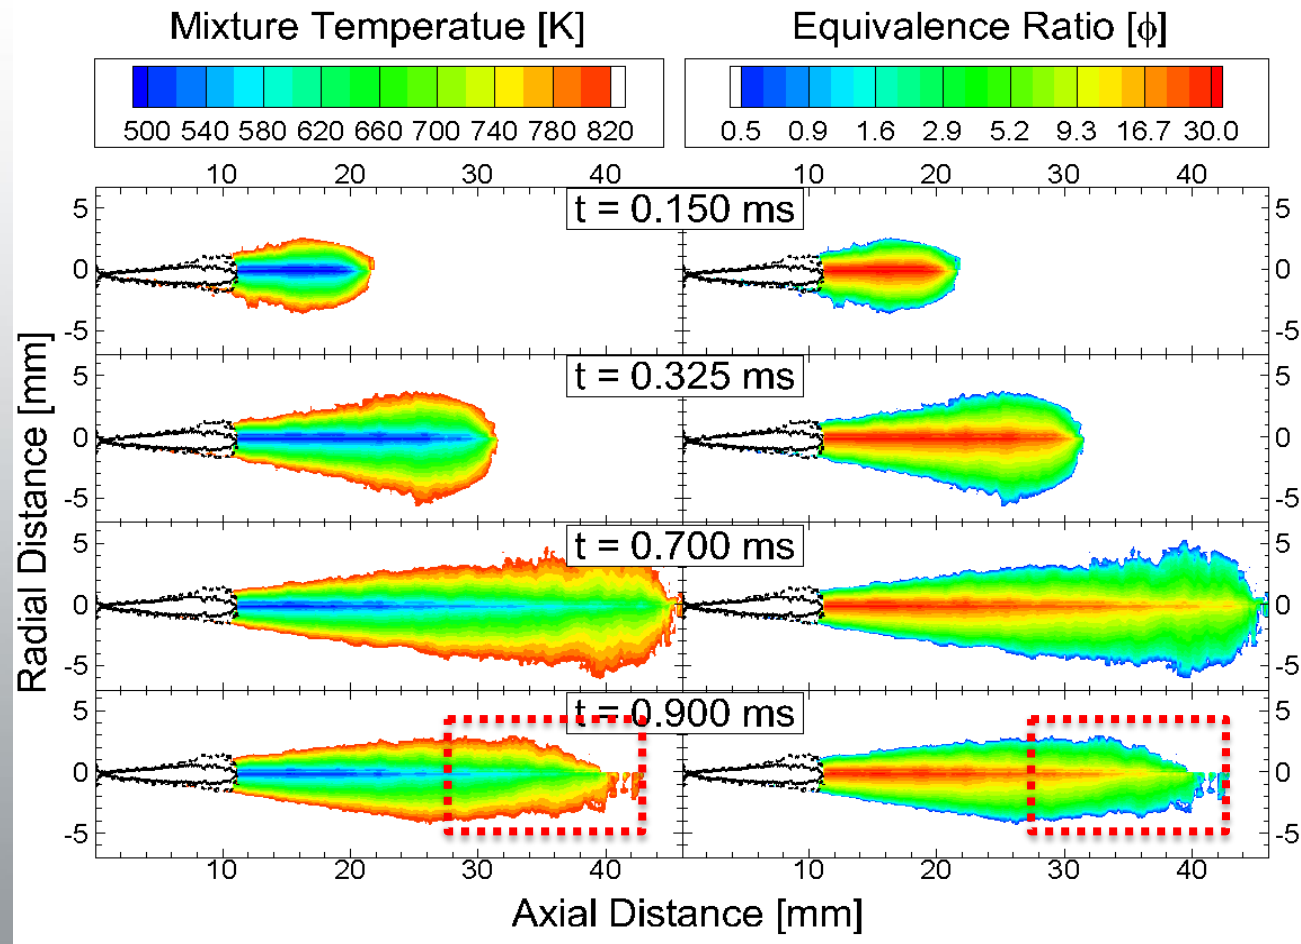 Mixture Temperatue [K] Equivalence Ratio [ϕ]
500 540 580 620 660 700 740 780 820 0.5 0.9 1.6 2.9 5.2 9.3 16.7 30.0
10 20 30 40 10 20 30 40
t = 0.150 ms
5 0 -5 5 0 -5
t = 0.325 ms
5 0 -5 5 0 -5
t = 0.700 ms
5 0 -5 5 0 -5
t = 0.900 ms
5 0 -5 5 0 -5
Radial Distance [mm]
10 20 30 40 10 20 30 40
Axial Distance [mm]